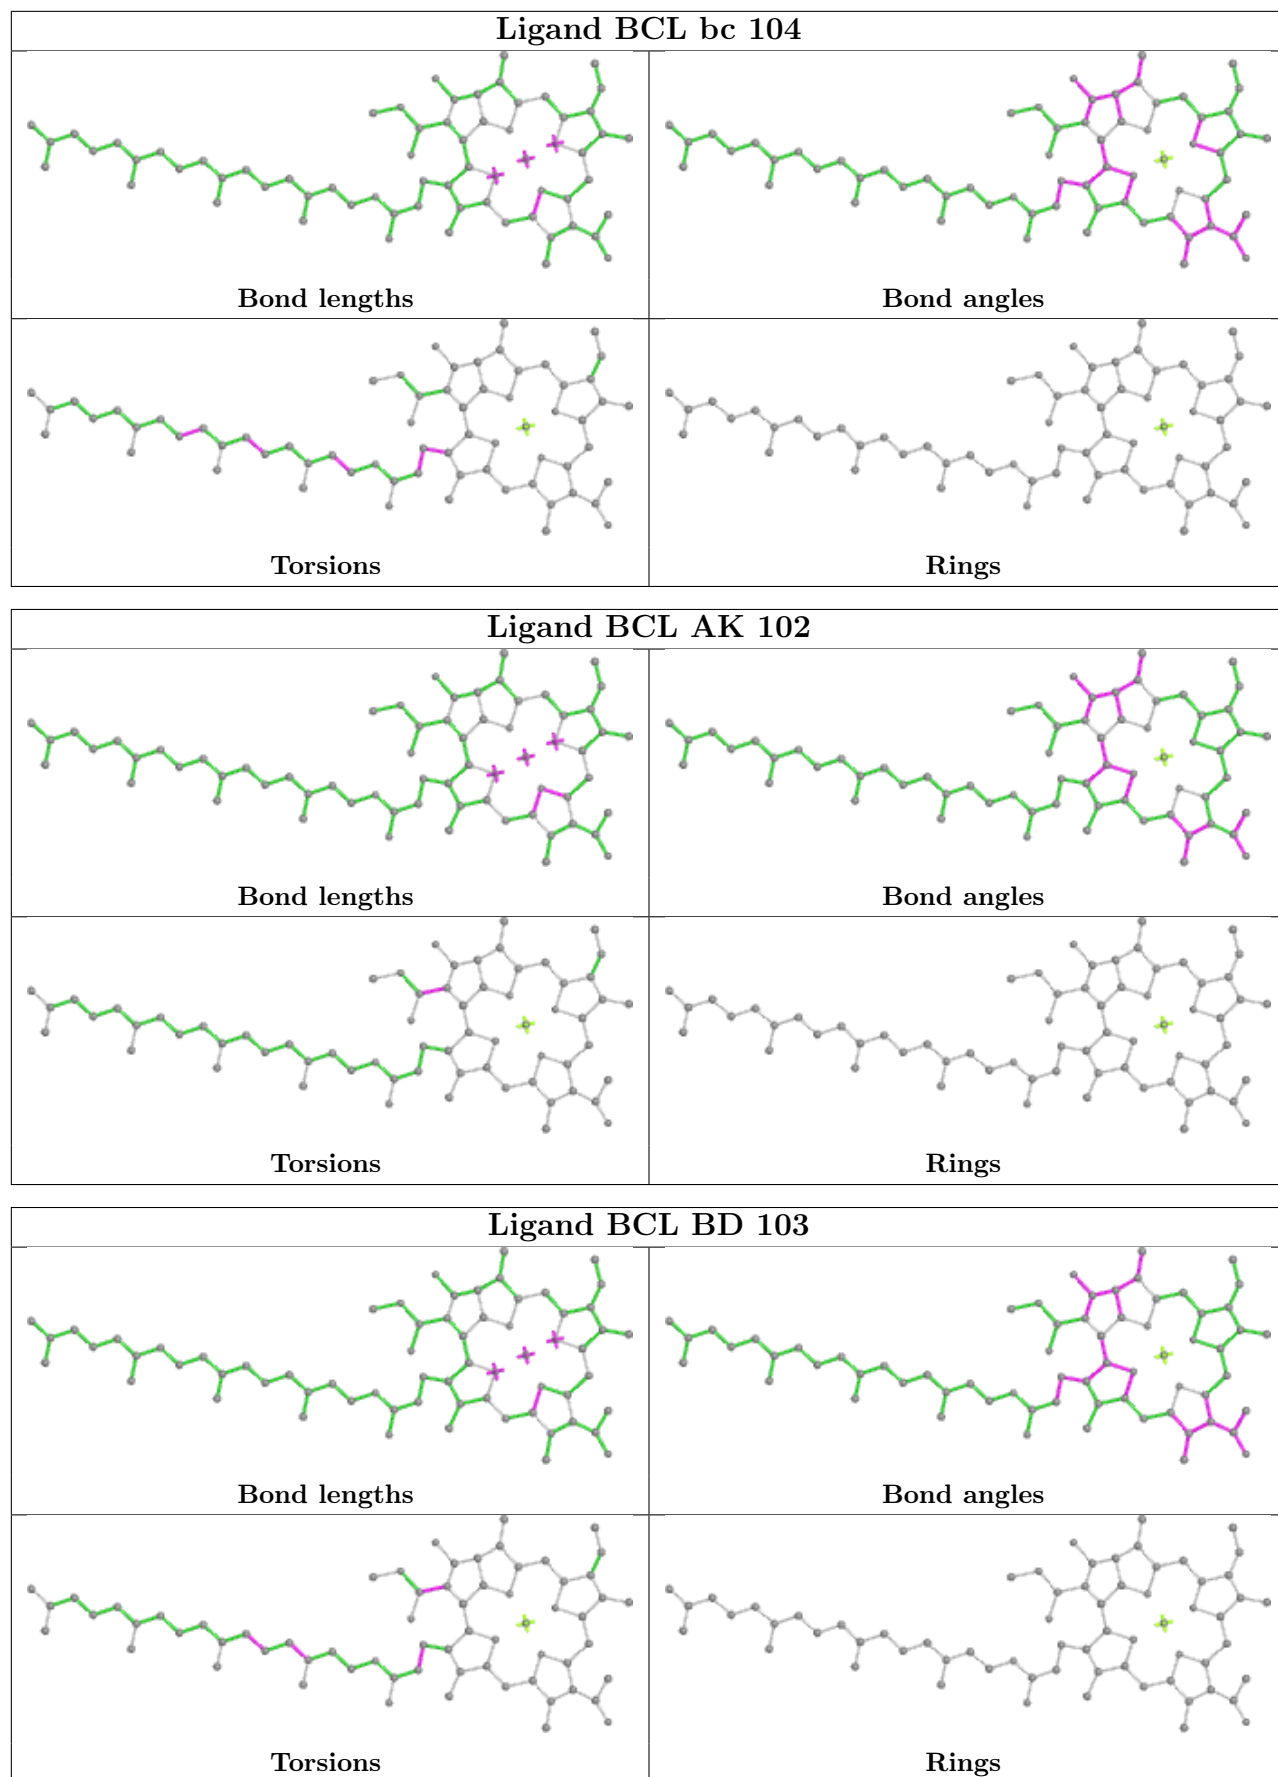 Ligand BCL bc 104
Bond lengths
Bond angles
Torsions
Rings
Ligand BCL AK 102
Bond lengths
Bond angles
Torsions
Rings
Ligand BCL BD 103
Bond lengths
Bond angles
Torsions
Rings